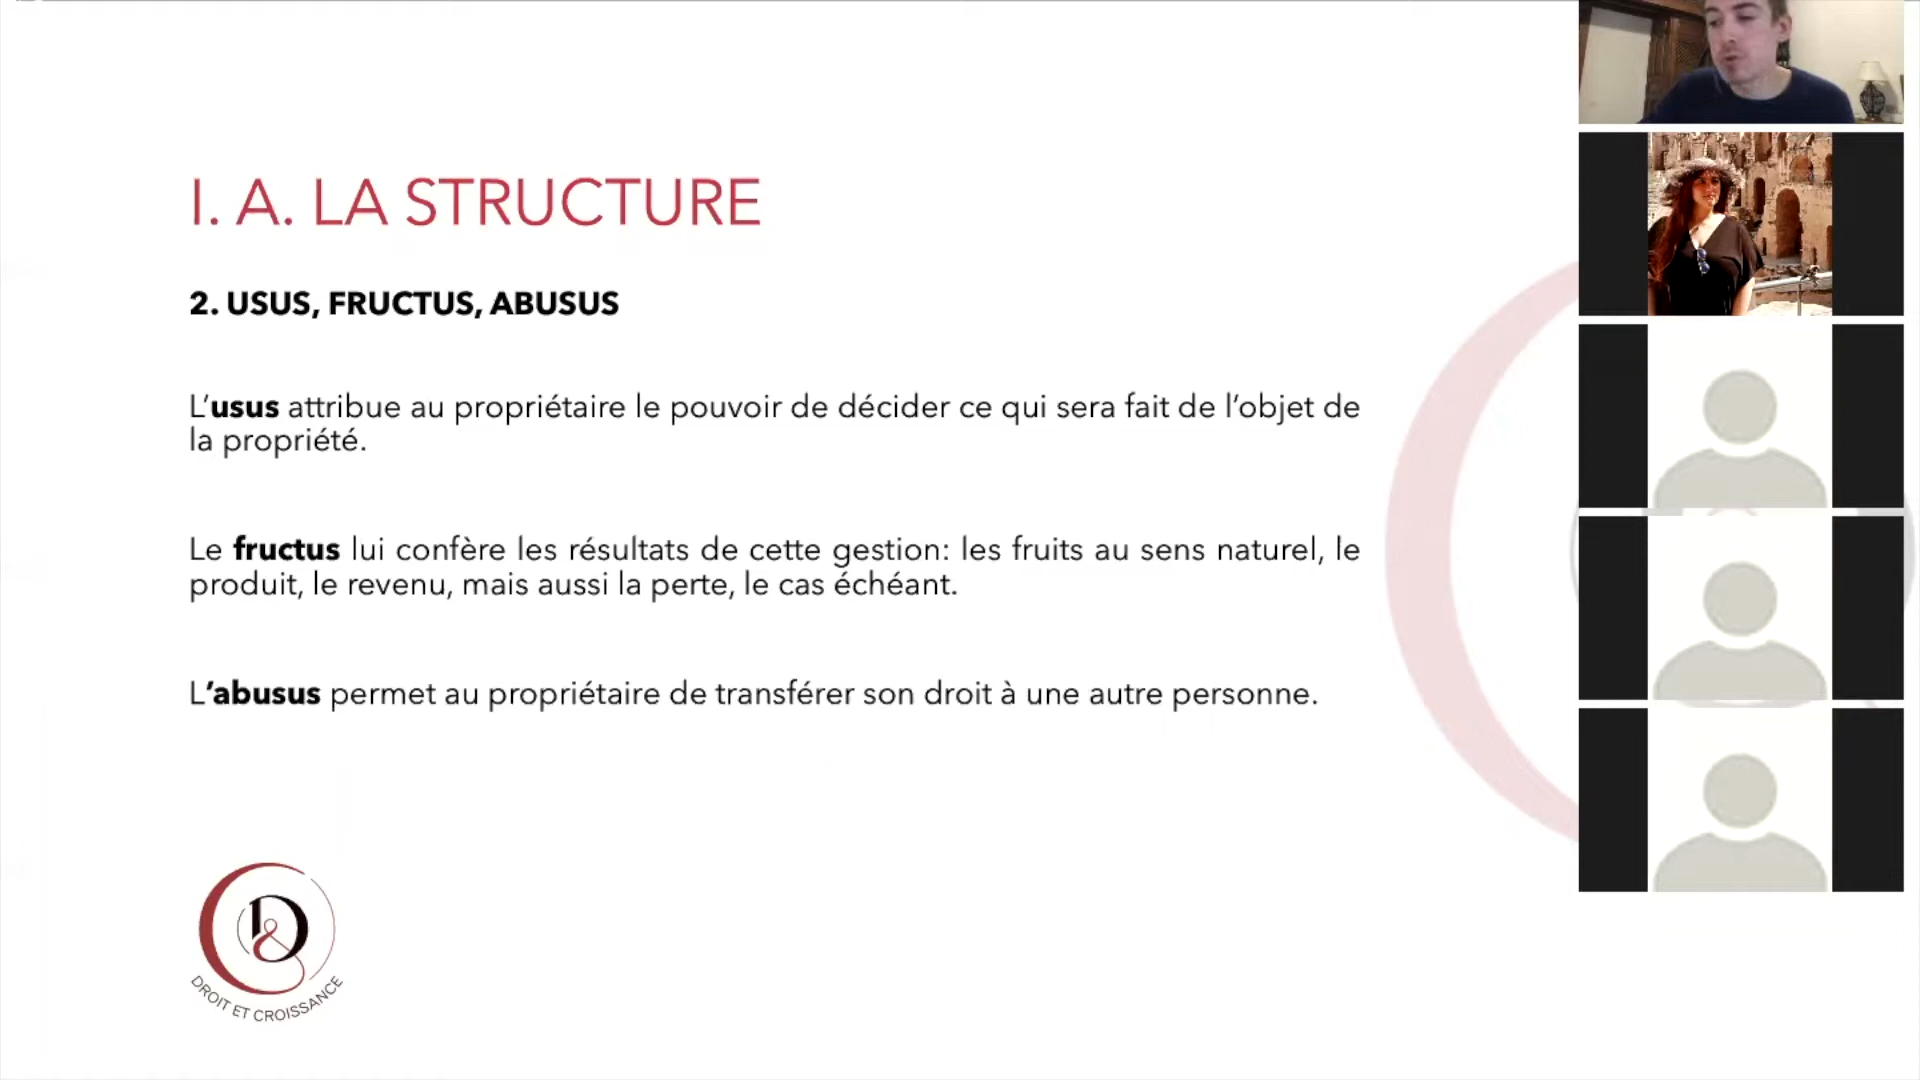 I. A. LA STRUCTURE
2. USUS, FRUCTUS, ABUSUS
L’usus attribue au propriétaire le pouvoir de décider ce qui sera fait de l’objet de
la propriété.
Le fructus lui confère les résultats de cette gestion: les fruits au sens naturel, le
produit, le revenu, mais aussi la perte, le cas échéant.
L’abusus permet au propriétaire de transférer son droit à une autre personne.
D&
DROIT ET CROISSANCE